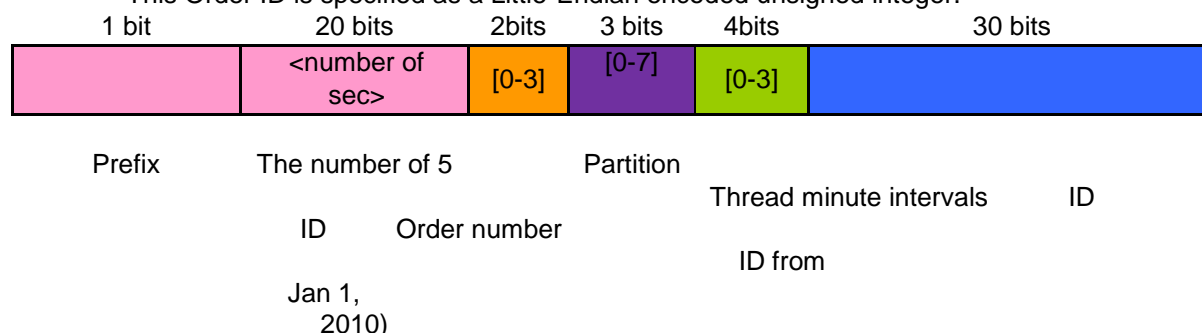 This Order ID is specified as a Little-Endian encoded unsigned integer.
1 bit 20 bits 2bits 3 bits 4bits 30 bits
<number of sec> [0-3] [0-7] [0-3]
Prefix The number of 5 Partition
Thread minute intervals ID
ID Order number
ID from
Jan 1,
2010)